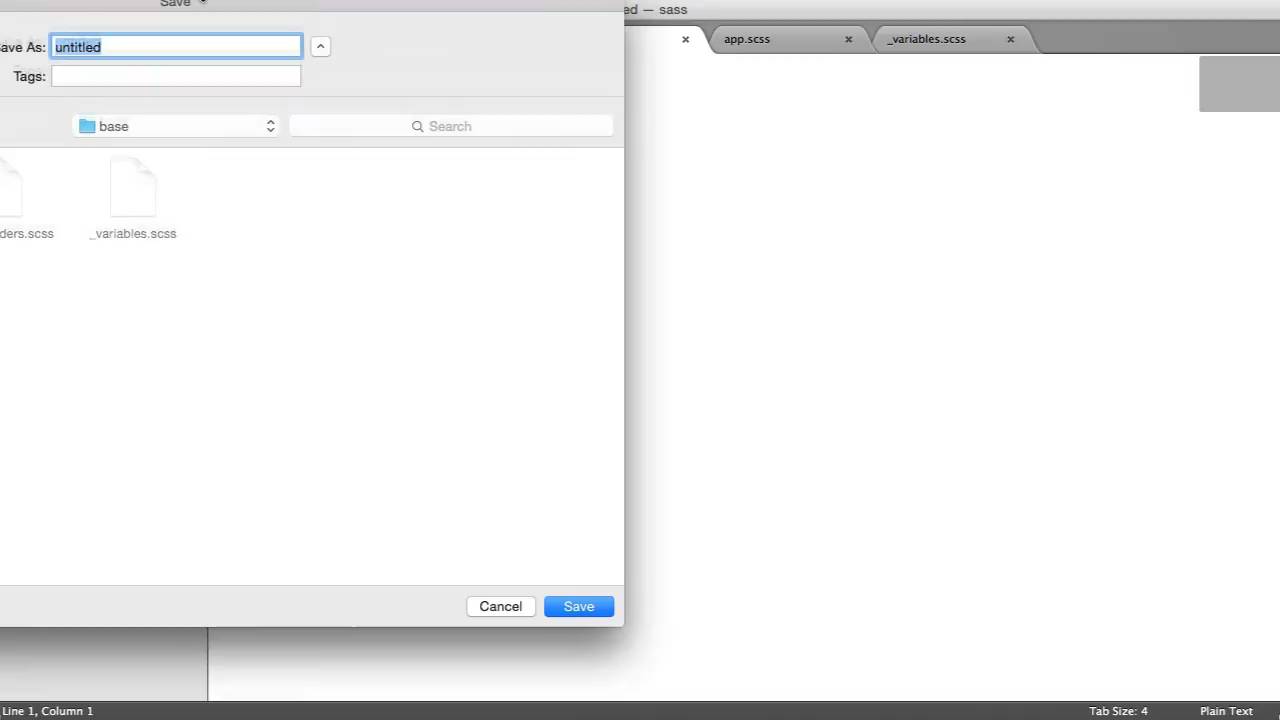 Save
ed — sass
app.scss
_variables.scss
ave As: untitled
Tags:
base
Search
ders.scss
_variables.scss
Cancel
Save
Line 1, Column 1
Tab Size: 4
Plain Text